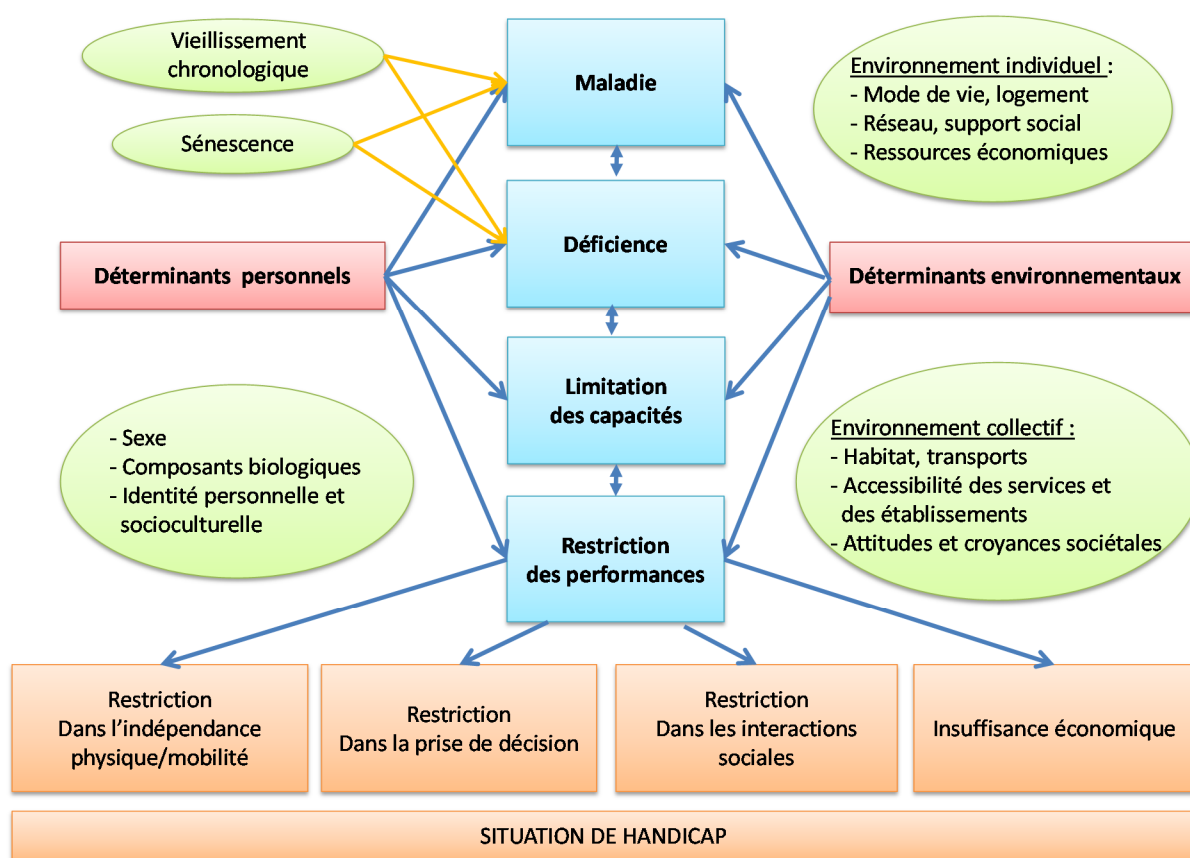 Vieillissement
chronologique
Sénescence
Maladie
Environnement individuel :
- Mode de vie, logement
- Réseau, support social
- Ressources économiques
Déficience
Déterminants personnels
Déterminants environnementaux
Limitation
des capacités
- Sexe
- Composants biologiques
- Identité personnelle et
socioculturelle
Environnement collectif :
- Habitat, transports
- Accessibilité des services et
des établissements
- Attitudes et croyances sociétales
Restriction
des performances
Restriction
Dans l’indépendance
physique/mobilité
Restriction
Dans la prise de décision
Restriction
Dans les interactions
sociales
Insuffisance économique
SITUATION DE HANDICAP